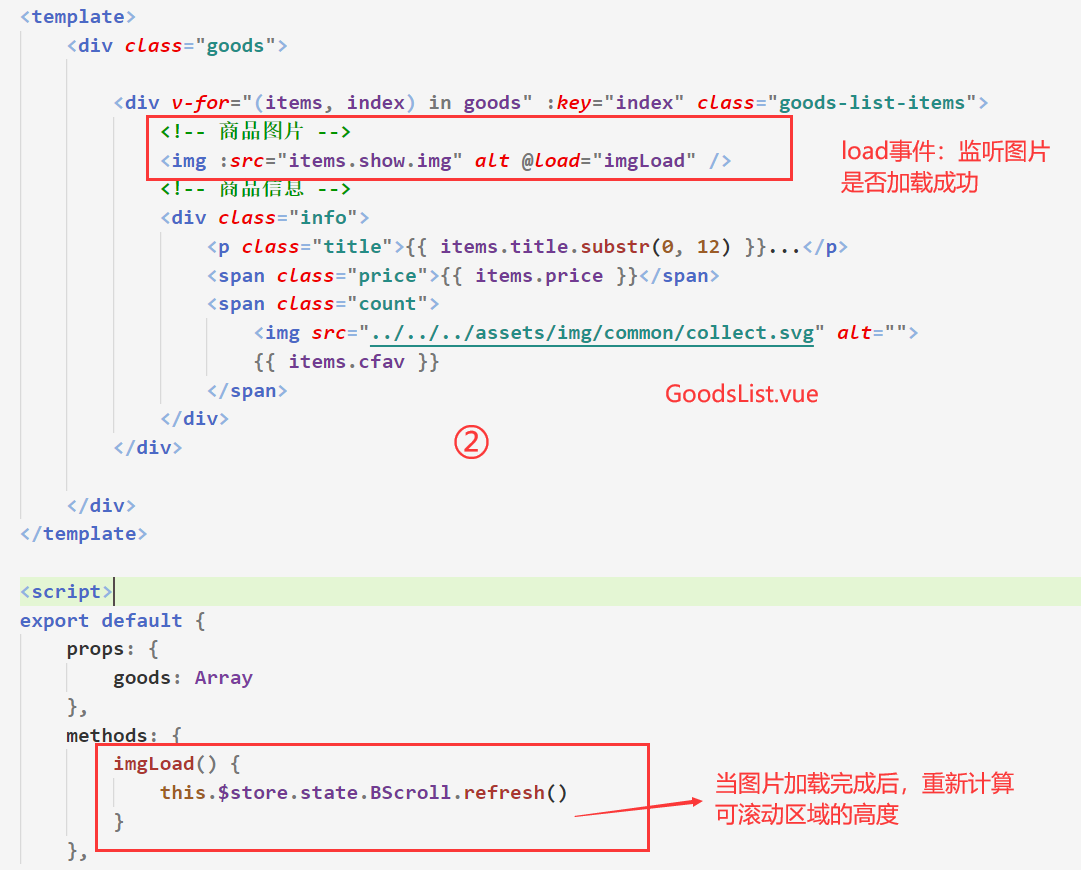 <template>
<div class="goods">
<div v-for="(items, index) in goods" :key="index" class="goods-list-items">
<!-- 商品图片 -->
<img :src="items.show.img" alt @load="imgLoad" />
load事件：监听图片
是否加载成功
<!-- 商品信息 -->
<div class="info">
<p class="title">{{ items.title.substr(0, 12) }}...</p>
<span class="price">{{ items.price }}</span>
<span class="count">
<img src="../../../assets/img/common/collect.svg" alt="">
{{ items.cfav }}
</span>
GoodsList.vue
</div>
</div>
②
</div>
</template>
<script>
export default {
props: {
goods: Array
},
methods: {
imgLoad() {
this.$store.state.BScroll.refresh()
}
},
当图片加载完成后，重新计算
可滚动区域的高度